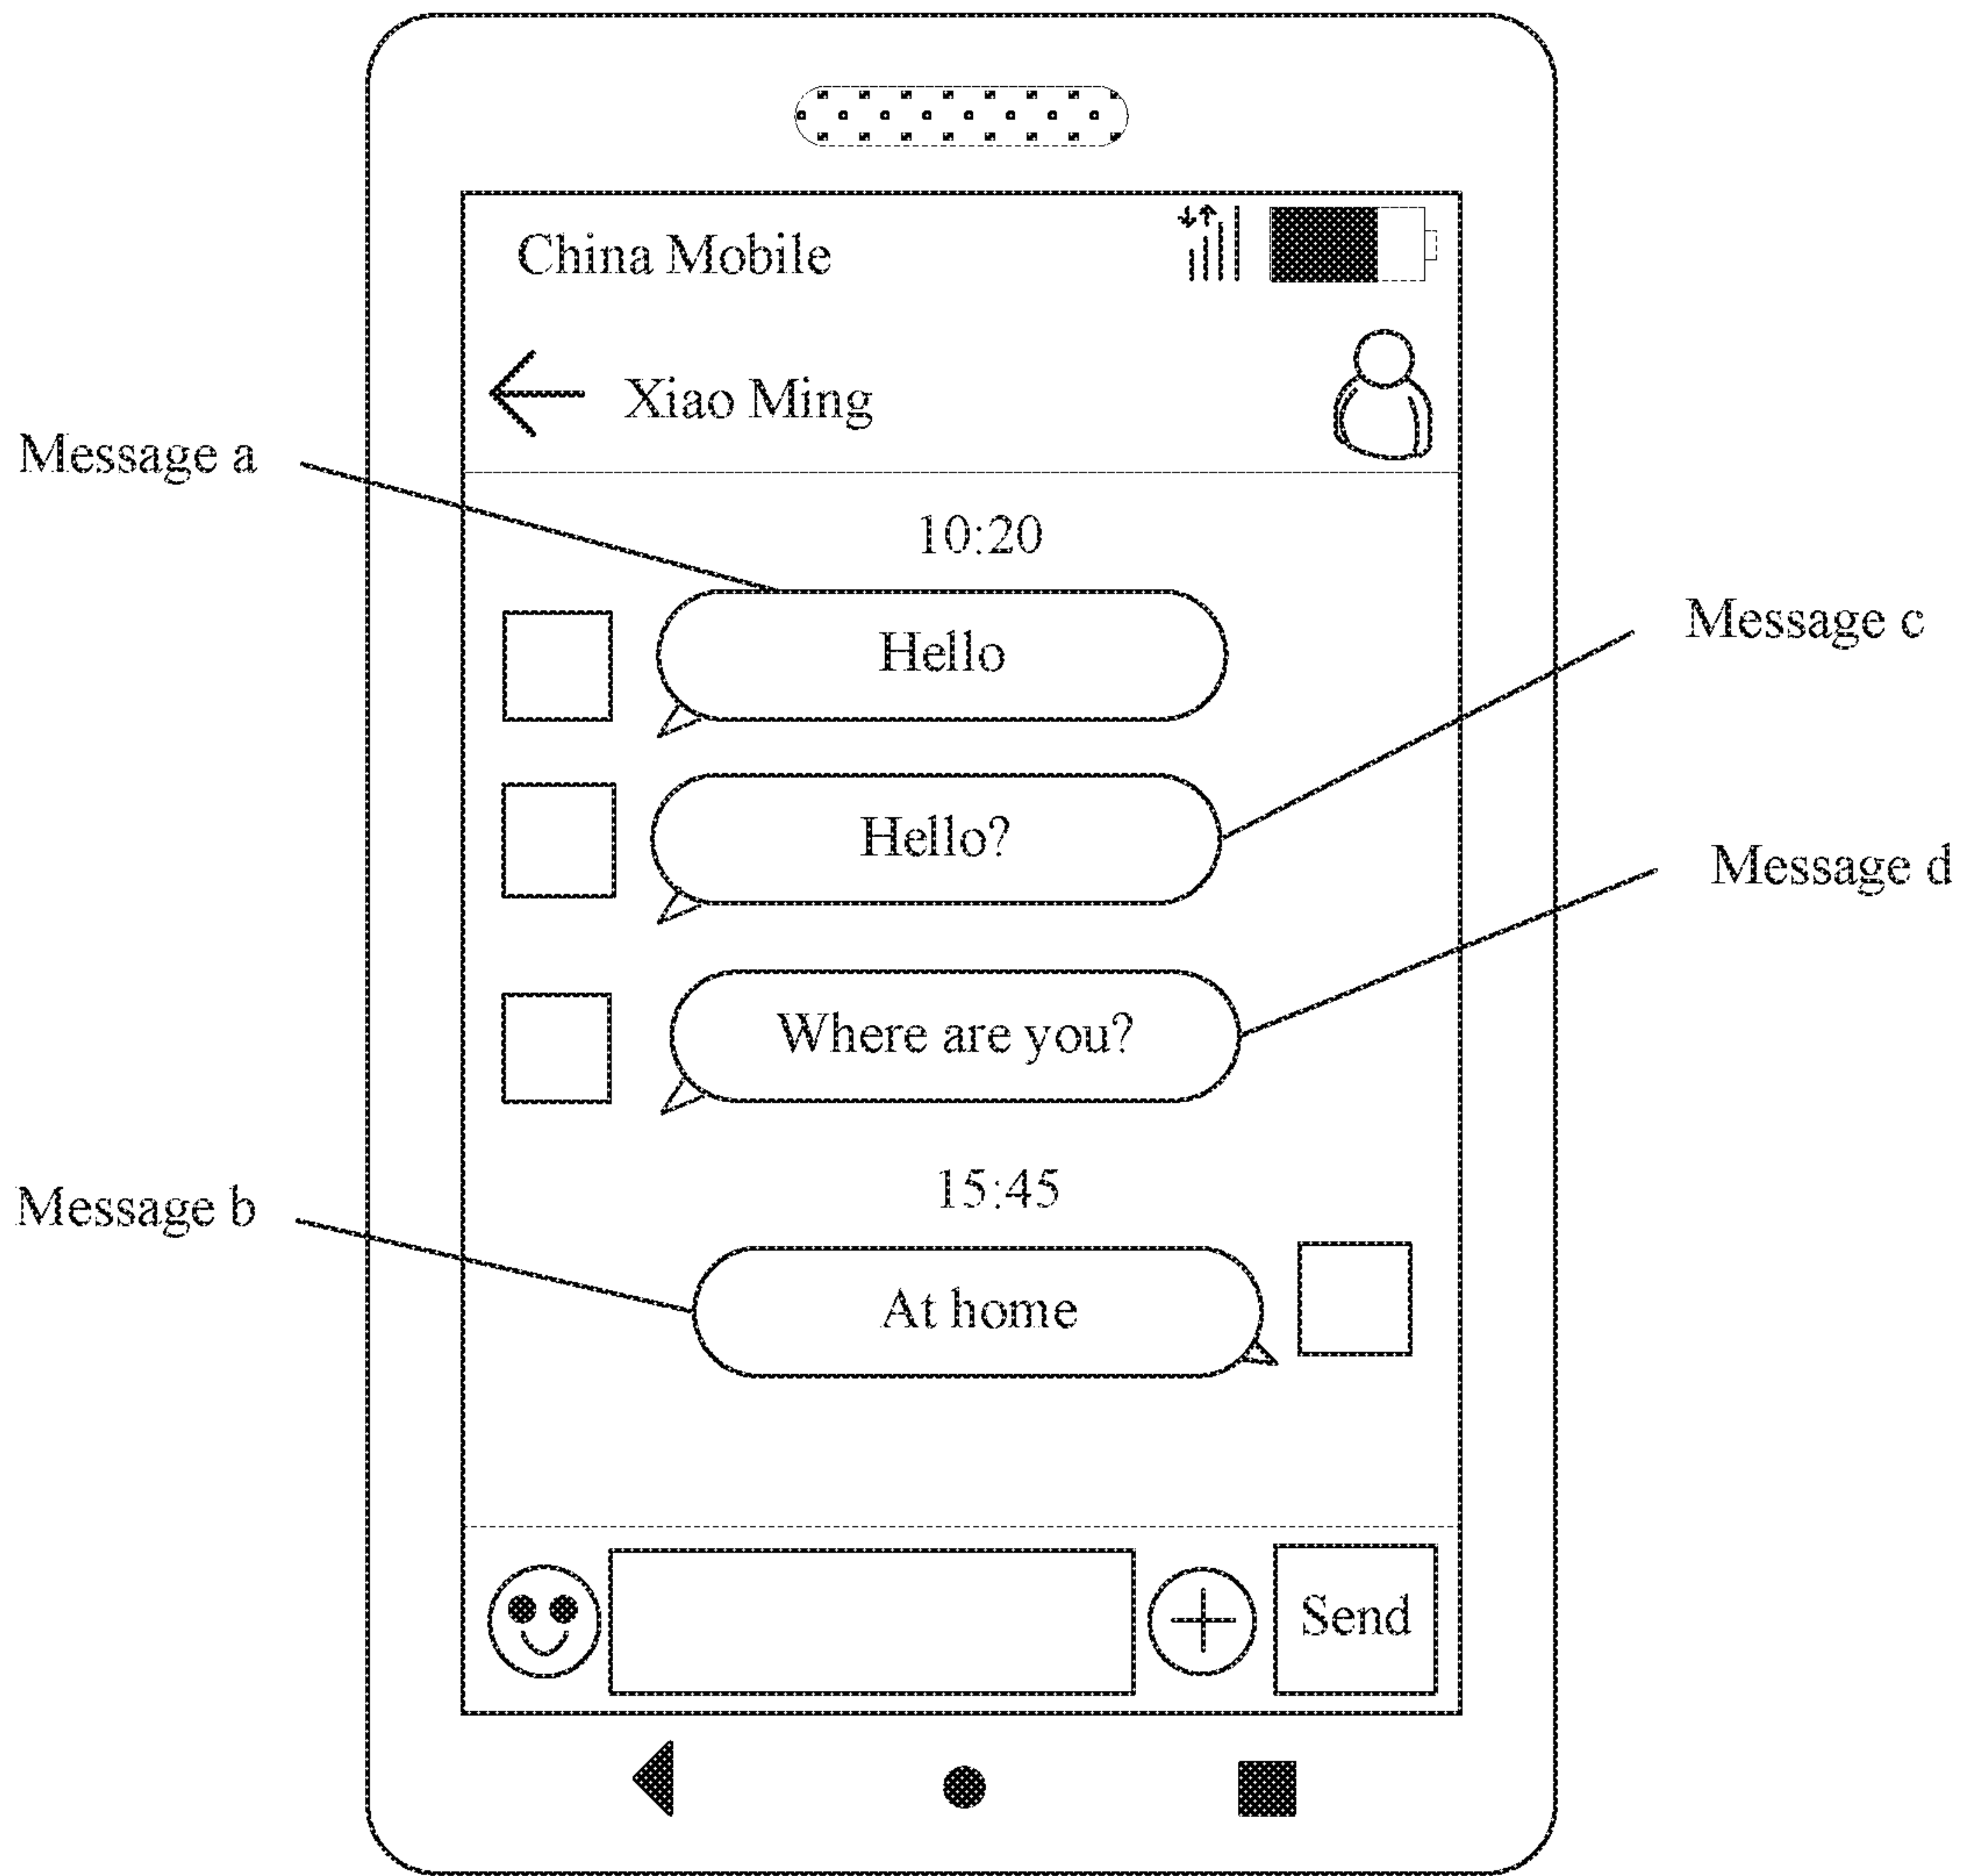 China Mobile
Xiao Ming
Message a
10:20
Hello
Message c
Hello?
Message d
Where are you?
15:45
Message b
At home
Send